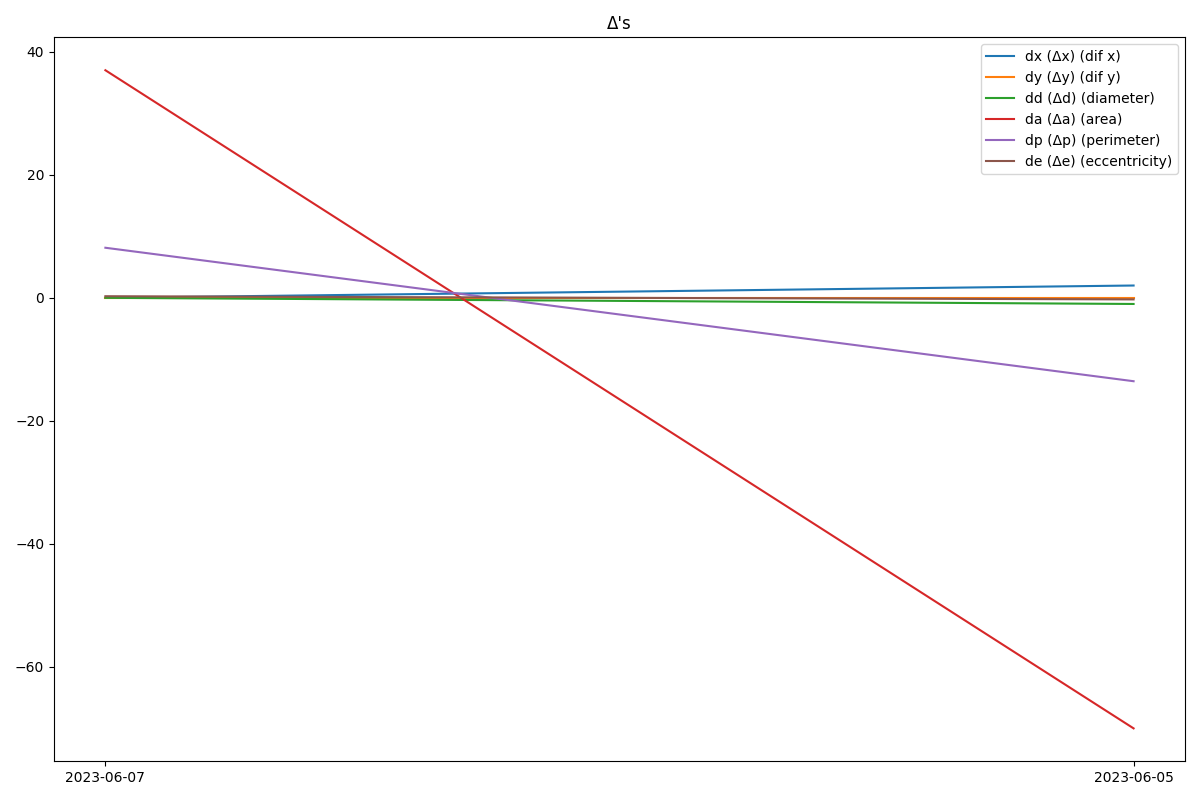 Δ's
dx (Δx) (dif x)
dy (Δy) (dif y)
dd (Δd) (diameter)
da (Δa) (area)
dp (Δp) (perimeter)
de (Δe) (eccentricity)
40
20
0
−20
−40
−60
2023-06-07
2023-06-05